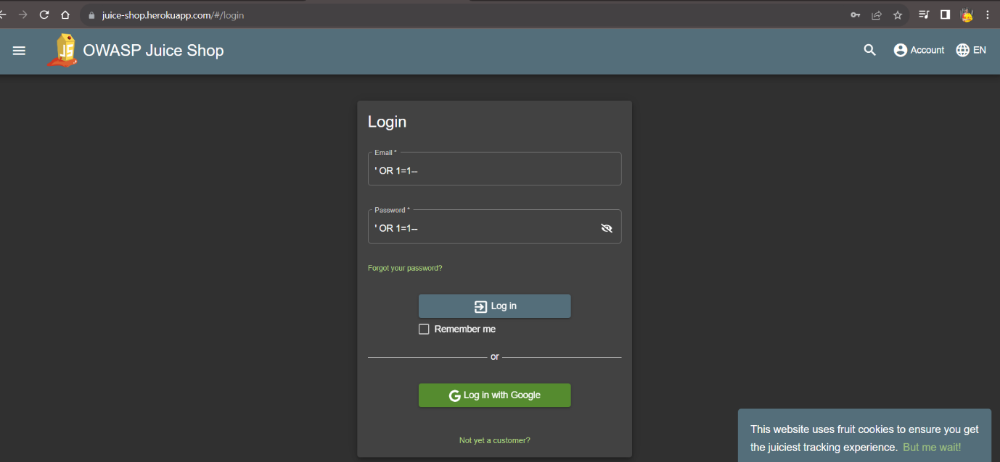 juice-shop.herokuapp.com/#/login
JS OWASP Juice Shop
Account EN
Login
Email *
' OR 1=1--
Password *
' OR 1=1--
Forgot your password?
Log in
Remember me
or
G Log in with Google
Not yet a customer?
This website uses fruit cookies to ensure you get
the juiciest tracking experience. But me wait!